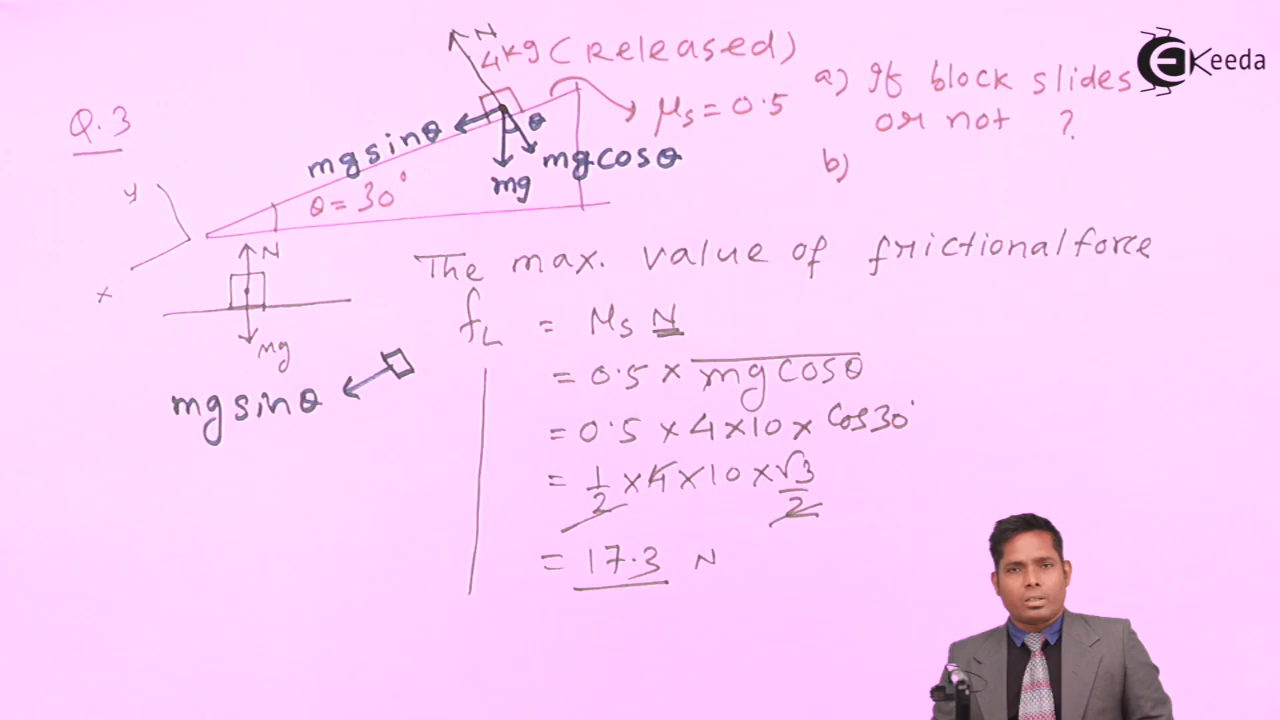 Q.3
N
4kg (Released)
μs = 0.5
mg sinθ
θ
mg cosθ
mg
θ = 30°
y
x
a) If block slides
or not ?
b)
EKeeda
N
mg
mg sinθ
The max. value of frictional force
fL = μs N
= 0.5 × mg cosθ
= 0.5 × 4 × 10 × Cos30°
= 1/2 × 4 × 10 × √3/2
= 17.3 N